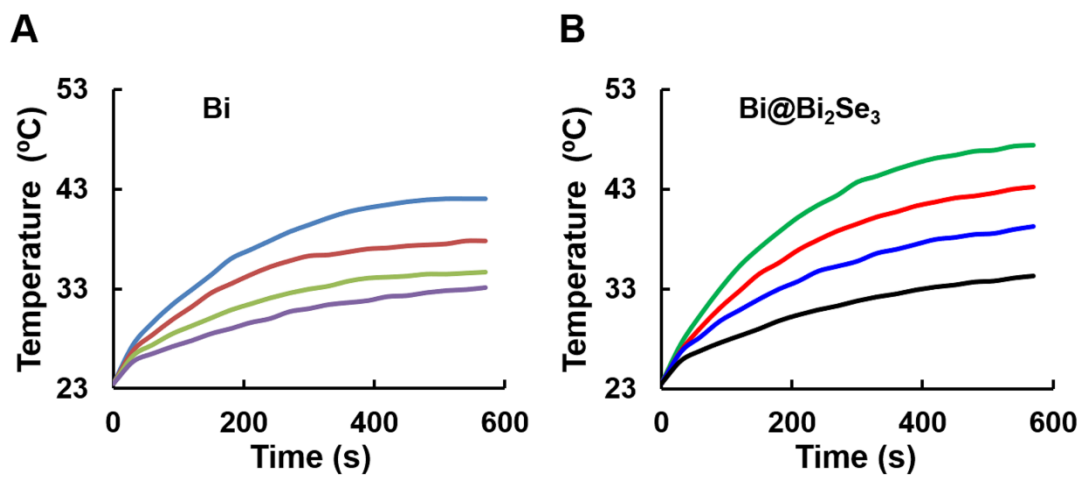 A
Bi
Temperature (ºC)
53
43
33
23
0 200 400 600
Time (s)
B
Bi@Bi₂Se₃
Temperature (ºC)
53
43
33
23
0 200 400 600
Time (s)